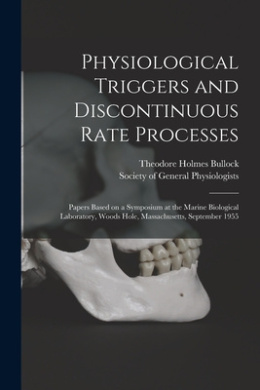 PHYSIOLOGICAL
TRIGGERS AND
DISCONTINUOUS
RATE PROCESSES
Theodore Holmes Bullock
Society of General Physiologists
Papers Based on a Symposium at the Marine Biological
Laboratory, Woods Hole, Massachusetts, September 1955